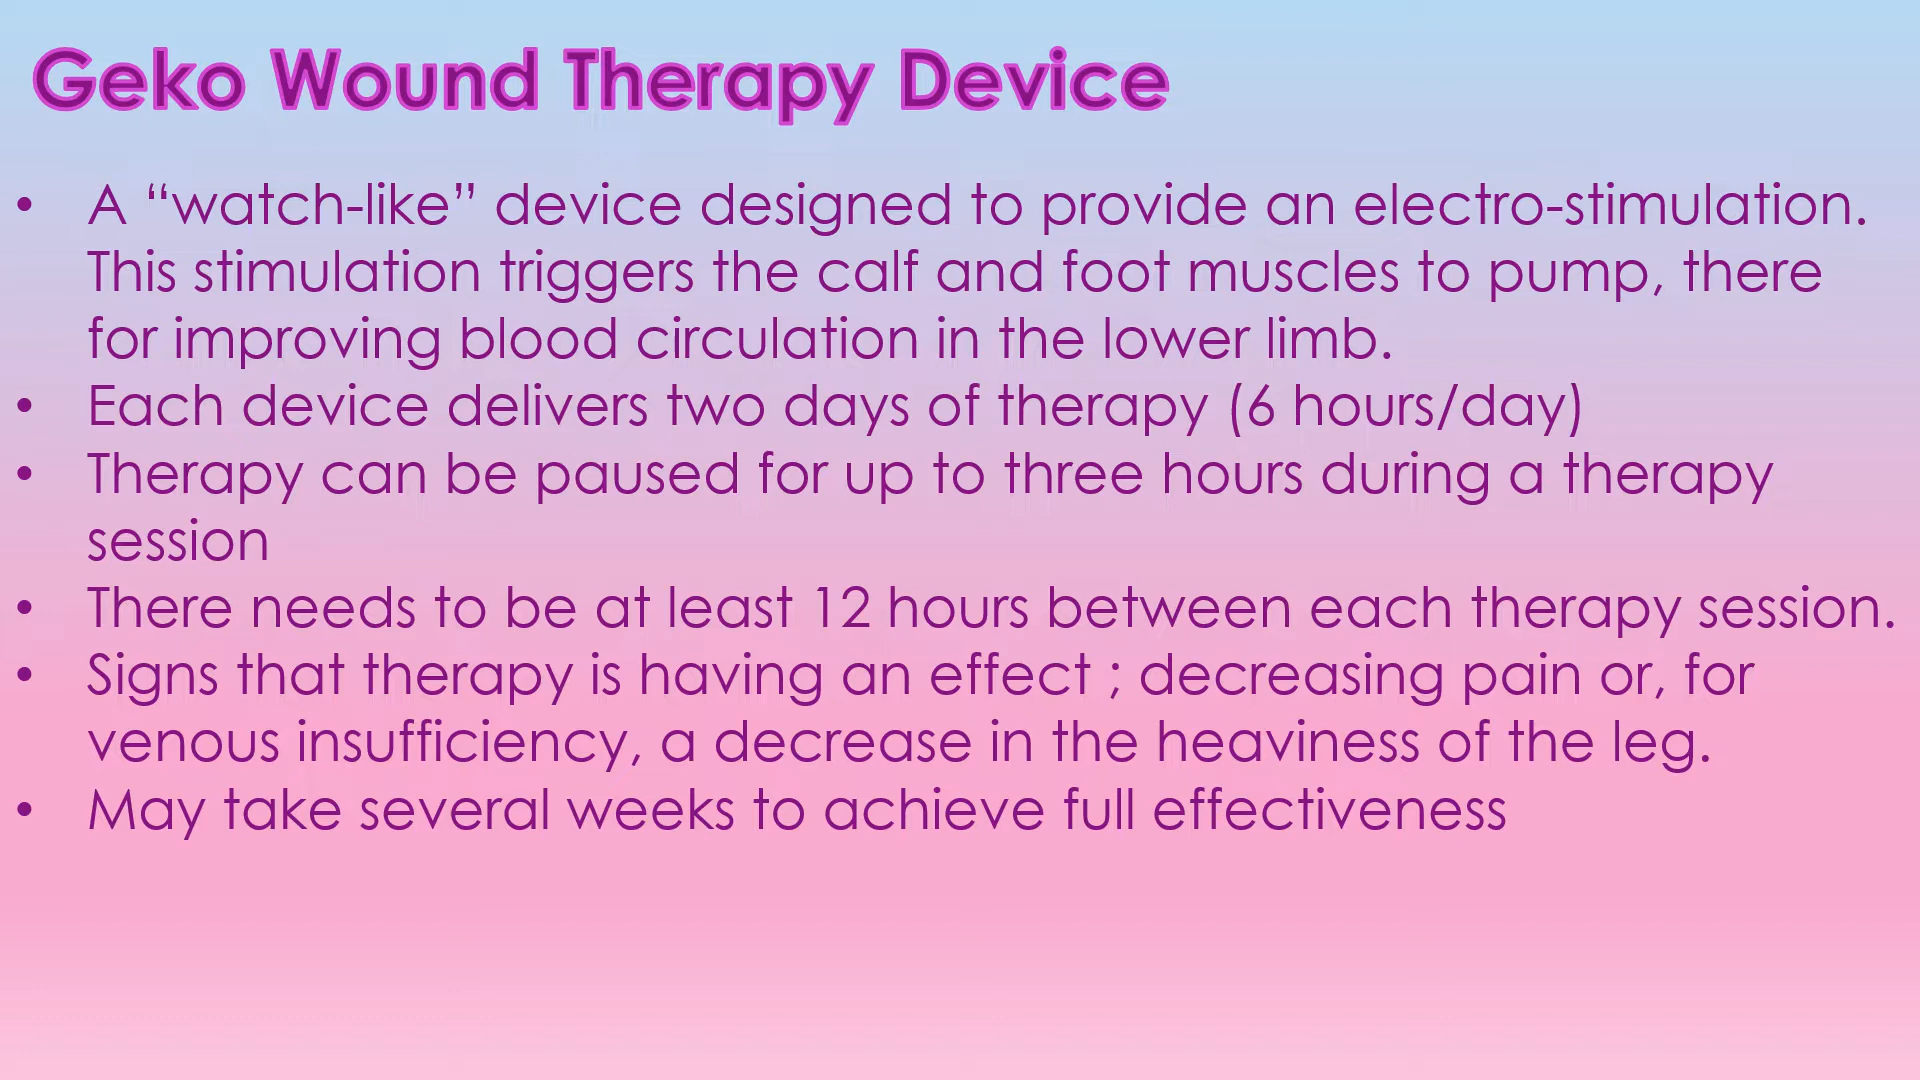 Geko Wound Therapy Device
• A “watch-like” device designed to provide an electro-stimulation.
This stimulation triggers the calf and foot muscles to pump, there
for improving blood circulation in the lower limb.
• Each device delivers two days of therapy (6 hours/day)
• Therapy can be paused for up to three hours during a therapy
session
• There needs to be at least 12 hours between each therapy session.
• Signs that therapy is having an effect ; decreasing pain or, for
venous insufficiency, a decrease in the heaviness of the leg.
• May take several weeks to achieve full effectiveness